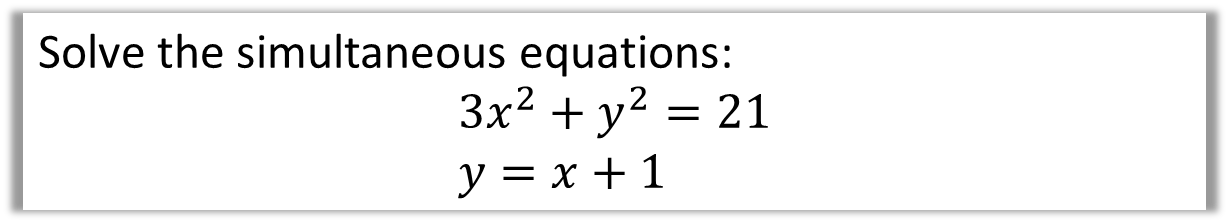 Solve the simultaneous equations:
3𝑥² + 𝑦² = 21
𝑦 = 𝑥 + 1